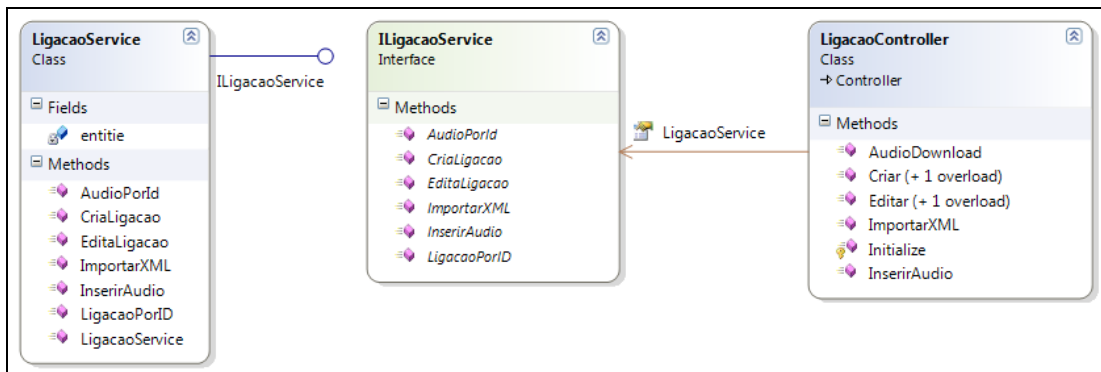 LigacaoService
Class
Fields
entitie
Methods
AudioPorId
CriaLigacao
EditaLigacao
ImportarXML
InserirAudio
LigacaoPorID
LigacaoService
ILigacaoService
ILigacaoService
Interface
Methods
AudioPorId
CriaLigacao
EditaLigacao
ImportarXML
InserirAudio
LigacaoPorID
LigacaoService
LigacaoController
Class
Controller
Methods
AudioDownload
Criar (+ 1 overload)
Editar (+ 1 overload)
ImportarXML
Initialize
InserirAudio